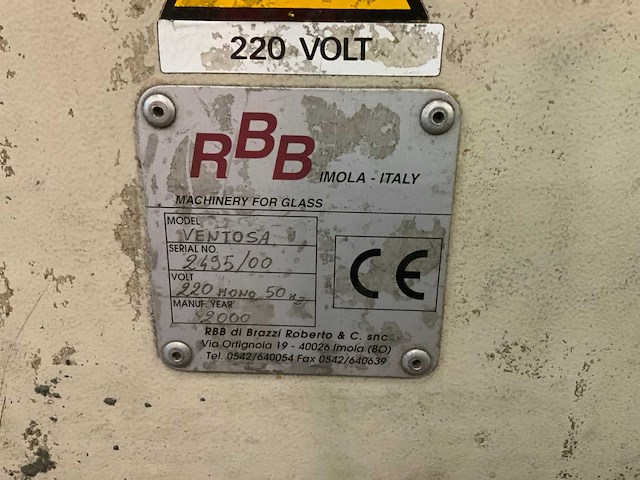 220 VOLT
RBB IMOLA - ITALY
MACHINERY FOR GLASS
MODEL
VENTOSA
SERIAL NO.
2495/00
VOLT
220 MONO 50 Hz
MANUF. YEAR
2000
CE
RBB di Brazzi Roberto & C. snc
Via Ortignola 19 - 40026 Imola (BO)
Tel. 0542/640054 Fax 0542/640639